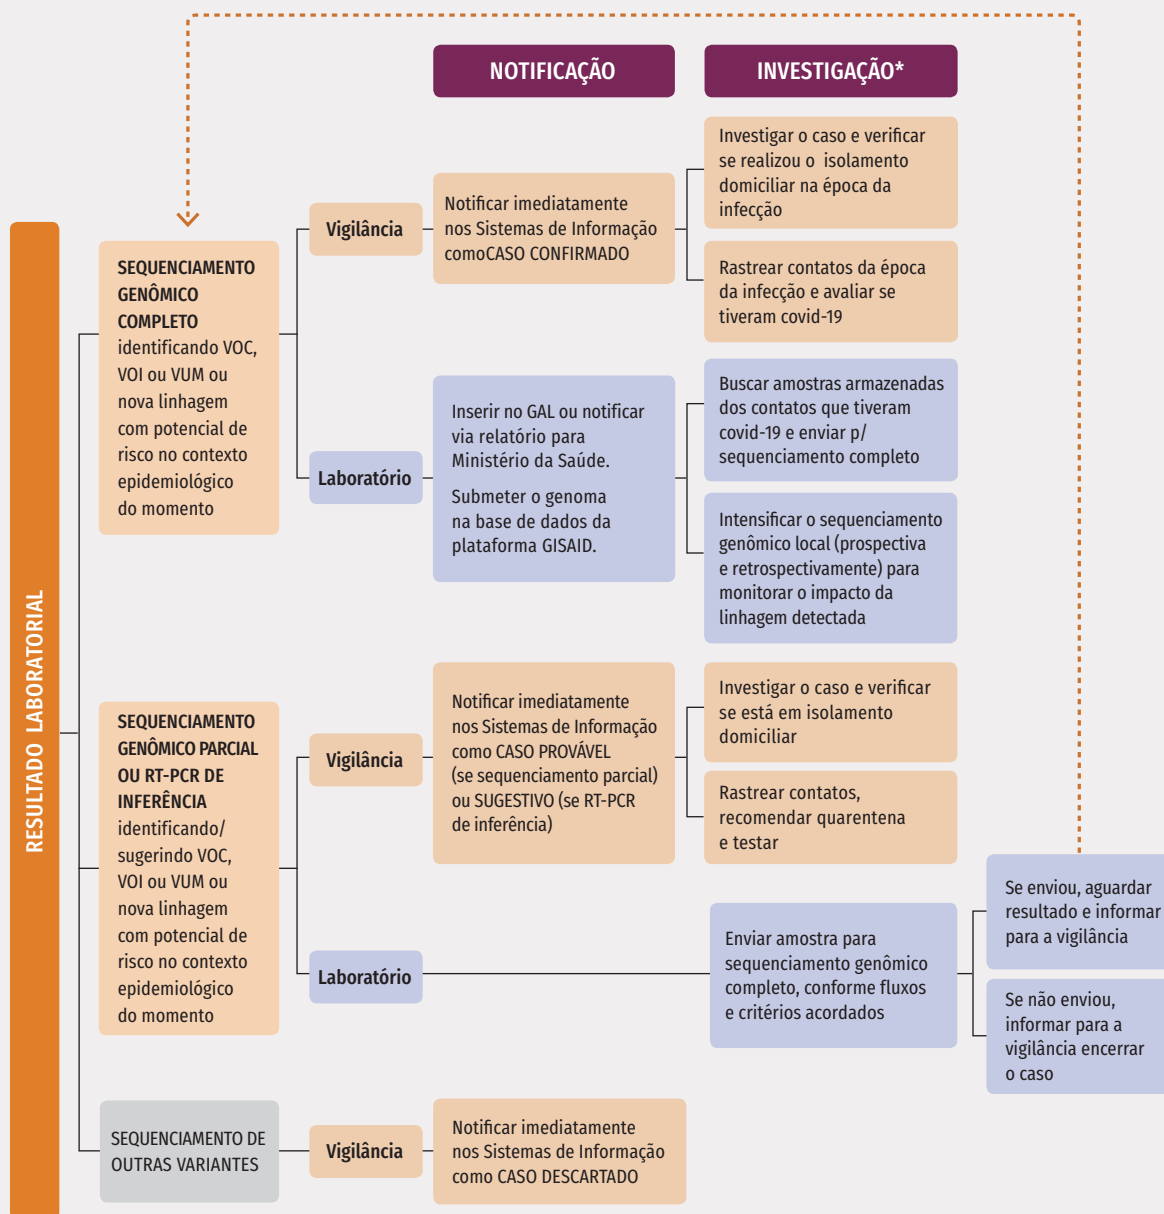 NOTIFICAÇÃO
INVESTIGAÇÃO*
RESULTADO LABORATORIAL
SEQUENCIAMENTO
GENÔMICO
COMPLETO
identificando VOC,
VOI ou VUM ou
nova linhagem
com potencial de
risco no contexto
epidemiológico
do momento
Vigilância
Notificar imediatamente
nos Sistemas de Informação
comoCASO CONFIRMADO
Investigar o caso e verificar
se realizou o isolamento
domiciliar na época da
infecção
Rastrear contatos da época
da infecção e avaliar se
tiveram covid-19
Laboratório
Inserir no GAL ou notificar
via relatório para
Ministério da Saúde.
Submeter o genoma
na base de dados da
plataforma GISAID.
Buscar amostras armazenadas
dos contatos que tiveram
covid-19 e enviar p/
sequenciamento completo
Intensificar o sequenciamento
genômico local (prospectiva
e retrospectivamente) para
monitorar o impacto da
linhagem detectada
SEQUENCIAMENTO
GENÔMICO PARCIAL
OU RT-PCR DE
INFERÊNCIA
identificando/
sugerindo VOC,
VOI ou VUM ou
nova linhagem
com potencial de
risco no contexto
epidemiológico
do momento
Vigilância
Notificar imediatamente
nos Sistemas de Informação
como CASO PROVÁVEL
(se sequenciamento parcial)
ou SUGESTIVO (se RT-PCR
de inferência)
Investigar o caso e verificar
se está em isolamento
domiciliar
Rastrear contatos,
recomendar quarentena
e testar
Laboratório
Enviar amostra para
sequenciamento genômico
completo, conforme fluxos
e critérios acordados
Se enviou, aguardar
resultado e informar
para a vigilância
Se não enviou,
informar para a
vigilância encerrar
o caso
SEQUENCIAMENTO DE
OUTRAS VARIANTES
Vigilância
Notificar imediatamente
nos Sistemas de Informação
como CASO DESCARTADO